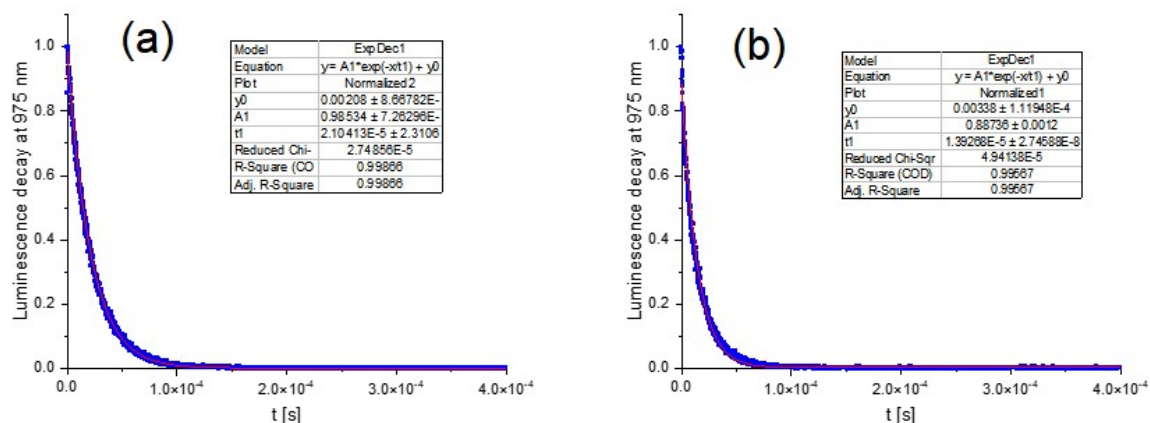 (a)
Luminescence decay at 975 nm
1.0
0.8
0.6
0.4
0.2
0.0
Model ExpDec1
Equation y = A1*exp(-x/t1) + y0
Plot Normalized2
y0 0.00208 ± 8.66782E-
A1 0.98534 ± 7.26296E-
t1 2.10413E-5 ± 2.3106
Reduced Chi- 2.74856E-5
R-Square (CO 0.99866
Adj. R-Square 0.99866
0.0 1.0×10-4 2.0×10-4 3.0×10-4 4.0×10-4
t [s]
(b)
Luminescence decay at 975 nm
1.0
0.8
0.6
0.4
0.2
0.0
Model ExpDec1
Equation y = A1*exp(-x/t1) + y0
Plot Normalized1
y0 0.00338 ± 1.11948E-4
A1 0.88736 ± 0.0012
t1 1.39268E-5 ± 2.74588E-8
Reduced Chi-Sqr 4.94138E-5
R-Square (COD) 0.99567
Adj. R-Square 0.99567
0.0 1.0×10-4 2.0×10-4 3.0×10-4 4.0×10-4
t [s]